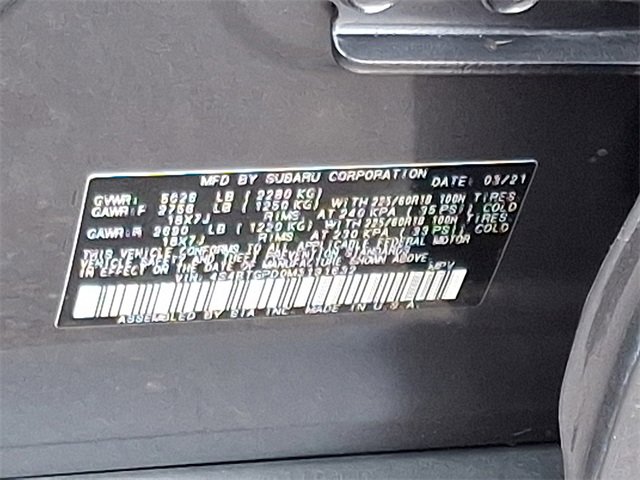 MFD BY SUBARU CORPORATION DATE: 03/21
GVWR: 5026 LB (2280 KG)
GAWR:F 2756 LB (1250 KG) WITH 225/60R18 100H TIRES,
18X7J RIMS, AT 240 KPA / 35 PSI, COLD
GAWR:R 2690 LB (1220 KG) WITH 225/60R18 100H TIRES,
18X7J RIMS, AT 230 KPA / 33 PSI, COLD
THIS VEHICLE CONFORMS TO ALL APPLICABLE FEDERAL MOTOR
VEHICLE SAFETY AND THEFT PREVENTION STANDARDS
IN EFFECT ON THE DATE OF MANUFACTURE SHOWN ABOVE.
VIN: MPV
ASSEMBLED BY SIA INC. MADE IN U.S.A.